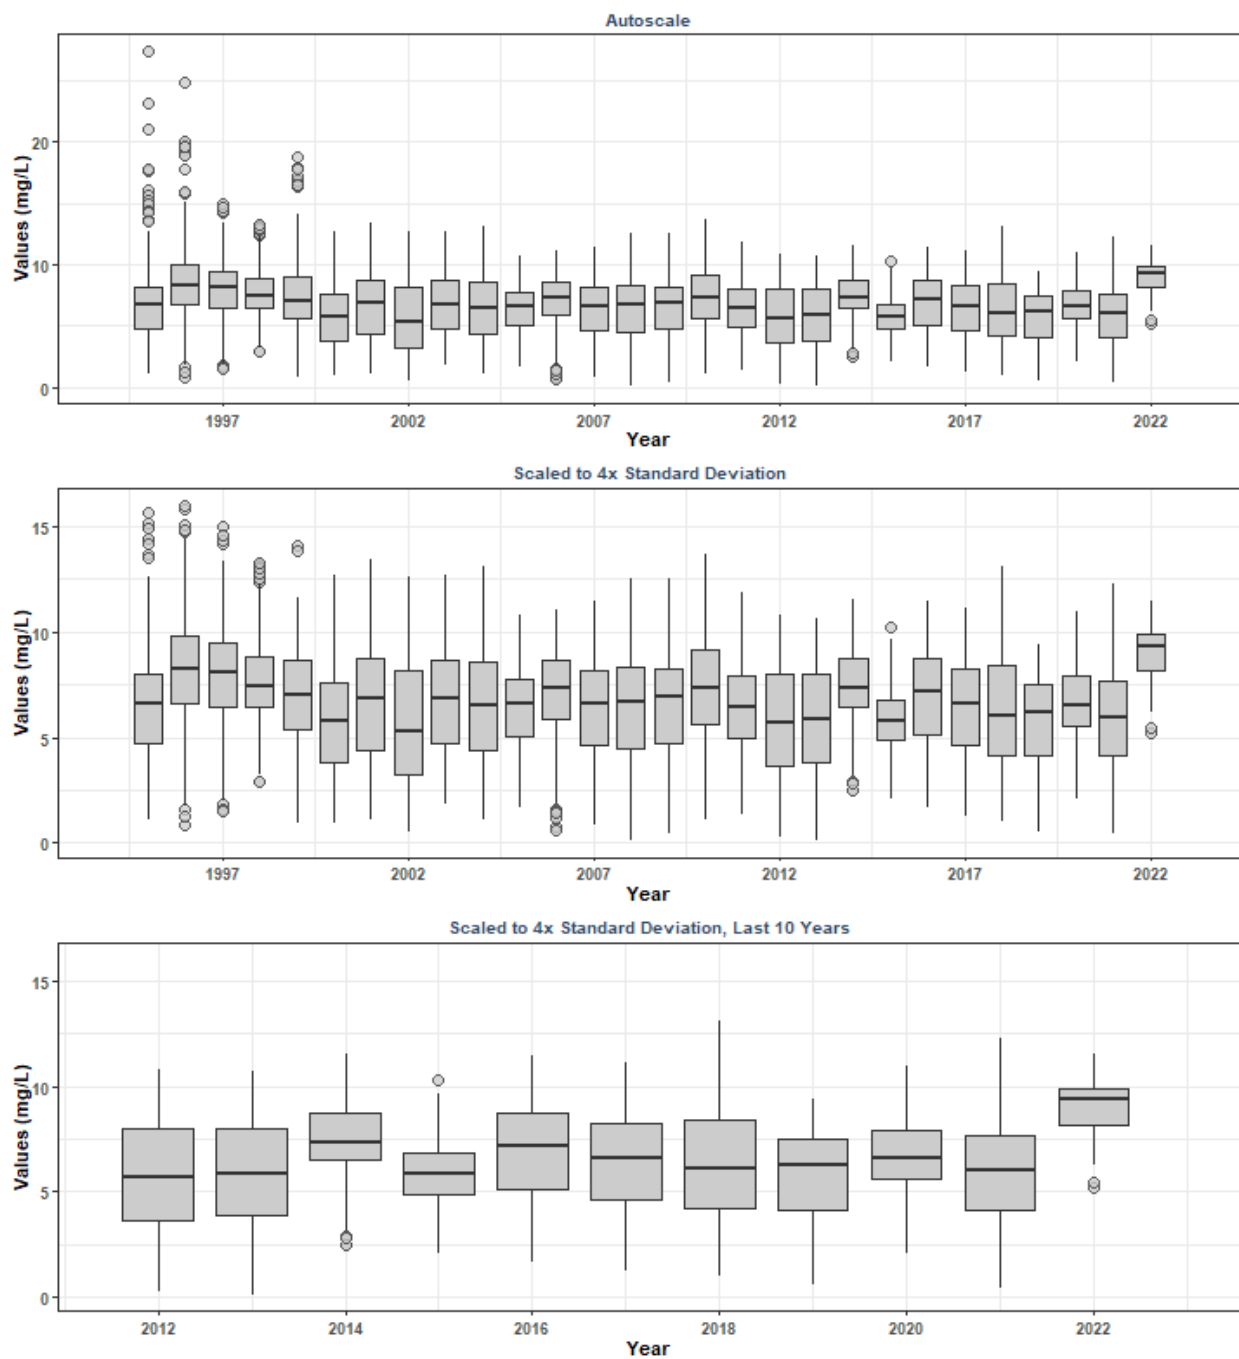 Autoscale
Values (mg/L)
20
10
0
1997 2002 2007 2012 2017 2022
Year
Scaled to 4x Standard Deviation
Values (mg/L)
15
10
5
0
1997 2002 2007 2012 2017 2022
Year
Scaled to 4x Standard Deviation, Last 10 Years
Values (mg/L)
15
10
5
0
2012 2014 2016 2018 2020 2022
Year